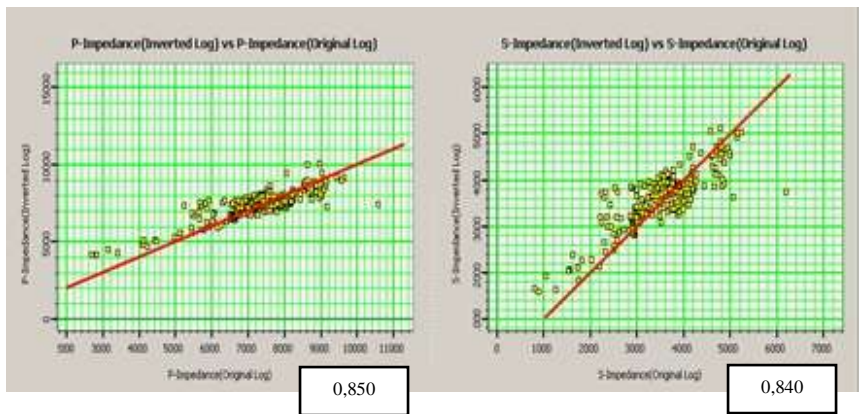 P-Impedance(Inverted Log) vs P-Impedance(Original Log)
15000
10000
5000
0
P-Impedance(Inverted Log)
3000 4000 5000 6000 7000 8000 9000 10000 11000
P-Impedance(Original Log)
0,850
S-Impedance(Inverted Log) vs S-Impedance(Original Log)
6000
5000
4000
3000
2000
S-Impedance(Inverted Log)
0 1000 2000 3000 4000 5000 6000 7000
S-Impedance(Original Log)
0,840